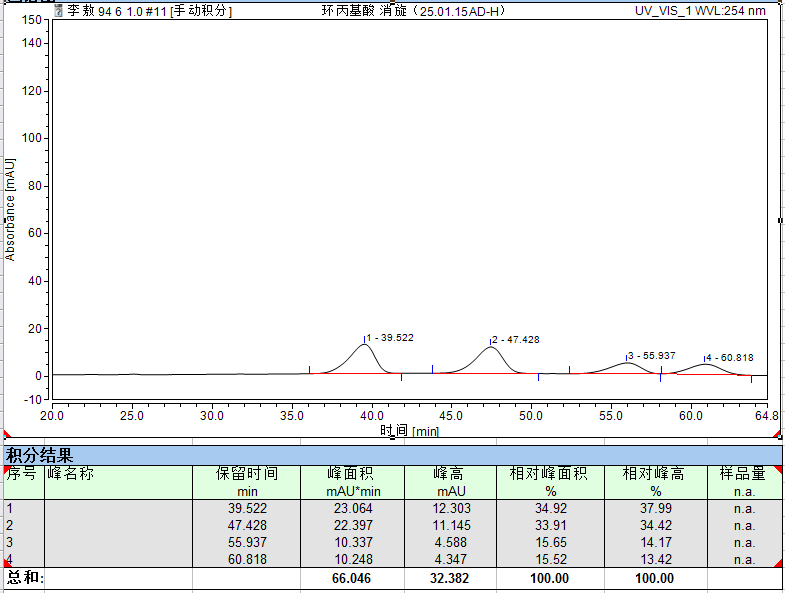 李敖 94 6 1.0 #11 [手动积分] 环丙基酸 消旋（25.01.15AD-H） UV_VIS_1 WVL:254 nm
150
140
120
100
80
60
40
20
0
-10
Absorbance [mAU]
1 - 39.522
2 - 47.428
3 - 55.937
4 - 60.818
20.0 25.0 30.0 35.0 40.0 45.0 50.0 55.0 60.0 64.8
时间 [min]
积分结果
序号 峰名称 保留时间 峰面积 峰高 相对峰面积 相对峰高 样品量
min mAU*min mAU % % n.a.
1 39.522 23.064 12.303 34.92 37.99 n.a.
2 47.428 22.397 11.145 33.91 34.42 n.a.
3 55.937 10.337 4.588 15.65 14.17 n.a.
4 60.818 10.248 4.347 15.52 13.42 n.a.
总和: 66.046 32.382 100.00 100.00